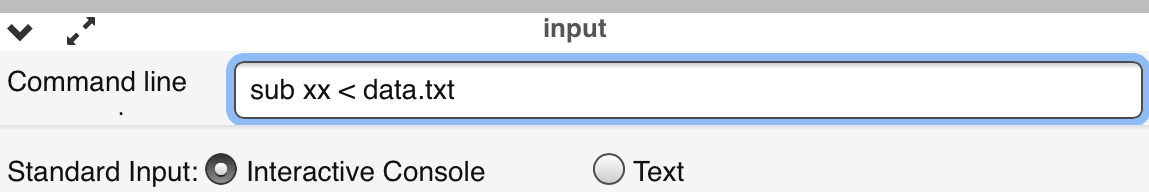 input
Command line
sub xx < data.txt
.
Standard Input: Interactive Console Text